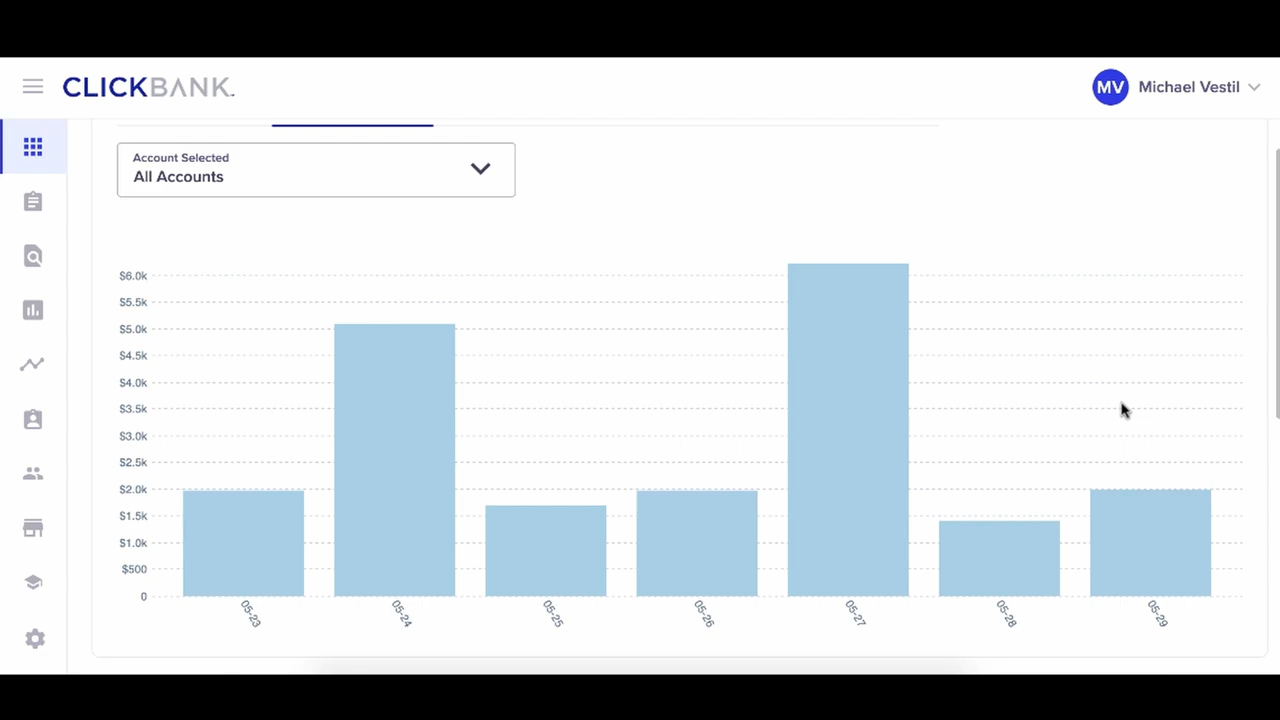 CLICKBANK.
MV Michael Vestil
Account Selected
All Accounts
$6.0k
$5.5k
$5.0k
$4.5k
$4.0k
$3.5k
$3.0k
$2.5k
$2.0k
$1.5k
$1.0k
$500
0
05-23 05-24 05-25 05-26 05-27 05-28 05-29